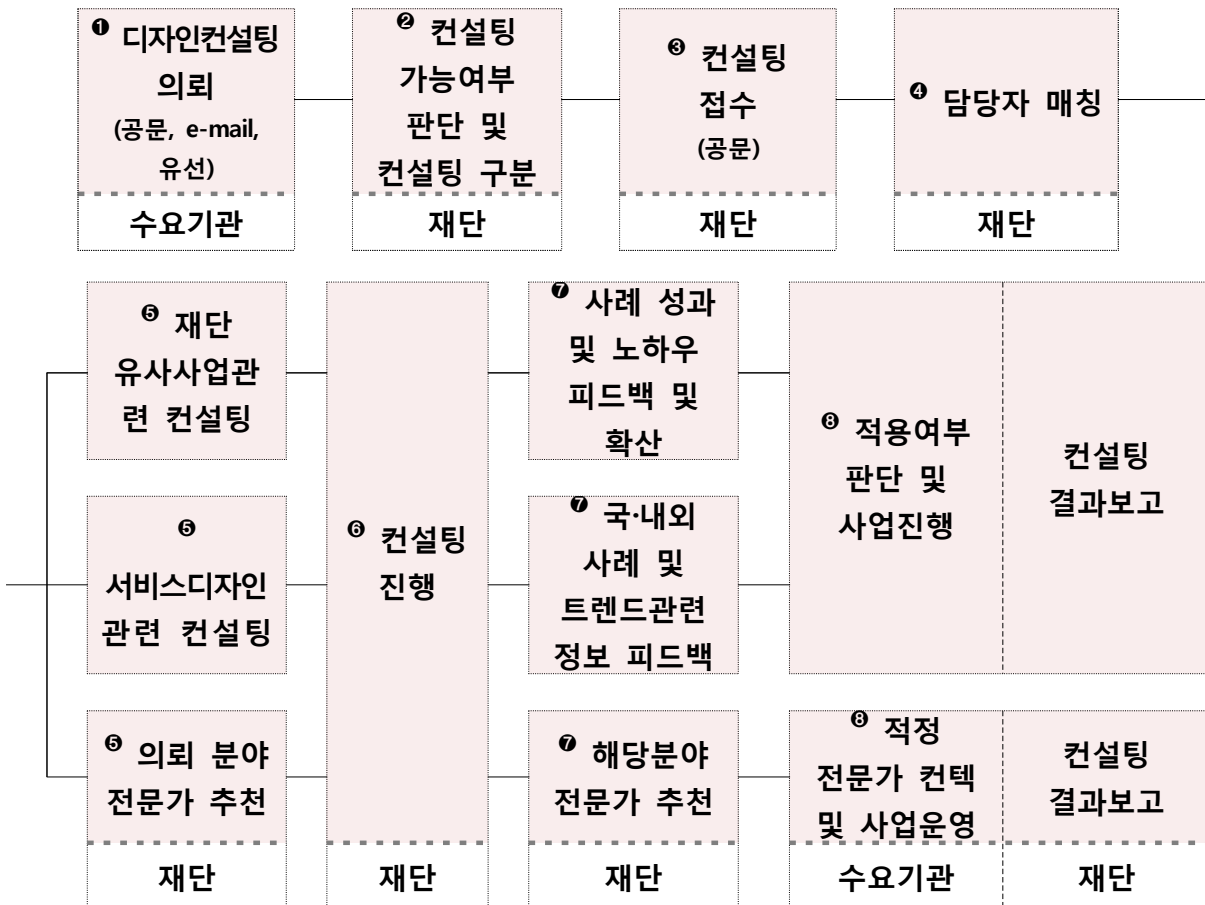 ❶ 디자인컨설팅
의뢰
(공문, e-mail,
유선)
수요기관
❷ 컨설팅
가능여부
판단 및
컨설팅 구분
재단
❸ 컨설팅
접수
(공문)
재단
❹ 담당자 매칭
재단
❺ 재단
유사사업관
련 컨설팅
❺
서비스디자인
관련 컨설팅
❺ 의뢰 분야
전문가 추천
재단
❻ 컨설팅
진행
재단
❼ 사례 성과
및 노하우
피드백 및
확산
❼ 국·내외
사례 및
트렌드관련
정보 피드백
❼ 해당분야
전문가 추천
재단
❽ 적용여부
판단 및
사업진행
컨설팅
결과보고
❽ 적정
전문가 컨텍
및 사업운영
수요기관
컨설팅
결과보고
재단